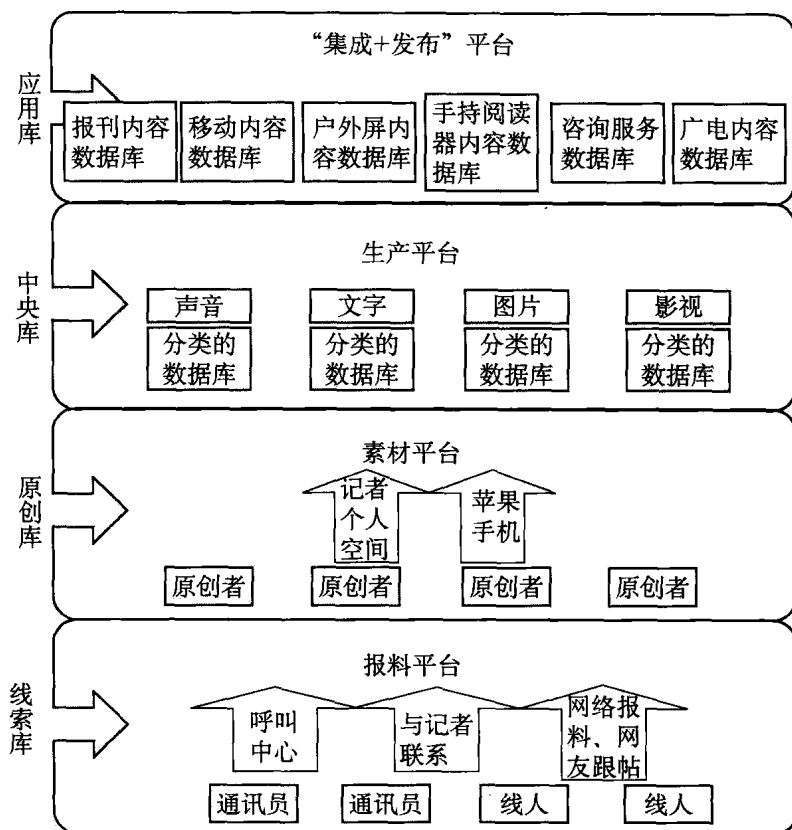 “集成+发布”平台
应用库
报刊内容
数据库
移动内容
数据库
户外屏内
容数据库
手持阅读
器内容数
据库
咨询服务
数据库
广电内容
数据库
生产平台
中央库
声音
文字
图片
影视
分类的
数据库
分类的
数据库
分类的
数据库
分类的
数据库
素材平台
原创库
记者
个人
空间
苹果
手机
原创者
原创者
原创者
原创者
报料平台
线索库
呼叫
中心
与记者
联系
网络报
料、网
友跟帖
通讯员
通讯员
线人
线人